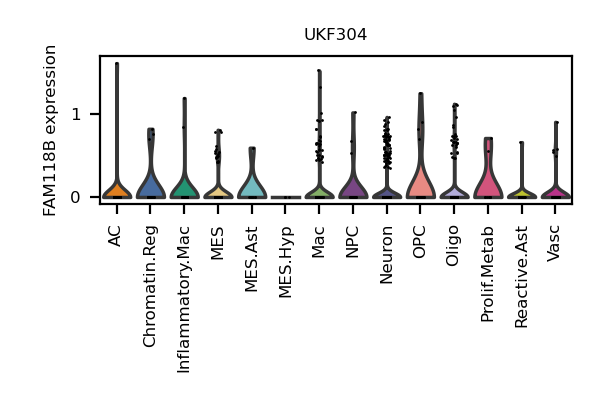 UKF304
FAM118B expression
1
0
AC
Chromatin.Reg
Inflammatory.Mac
MES
MES.Ast
MES.Hyp
Mac
NPC
Neuron
OPC
Oligo
Prolif.Metab
Reactive.Ast
Vasc